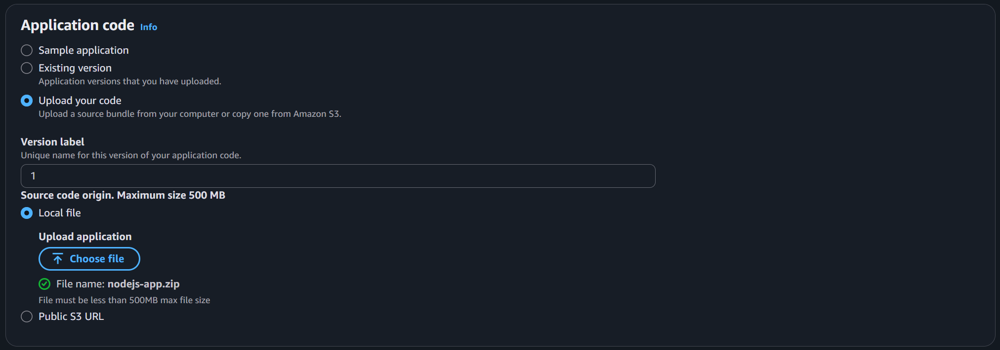 Application code Info
Sample application
Existing version
Application versions that you have uploaded.
Upload your code
Upload a source bundle from your computer or copy one from Amazon S3.
Version label
Unique name for this version of your application code.
1
Source code origin. Maximum size 500 MB
Local file
Upload application
Choose file
File name: nodejs-app.zip
File must be less than 500MB max file size
Public S3 URL